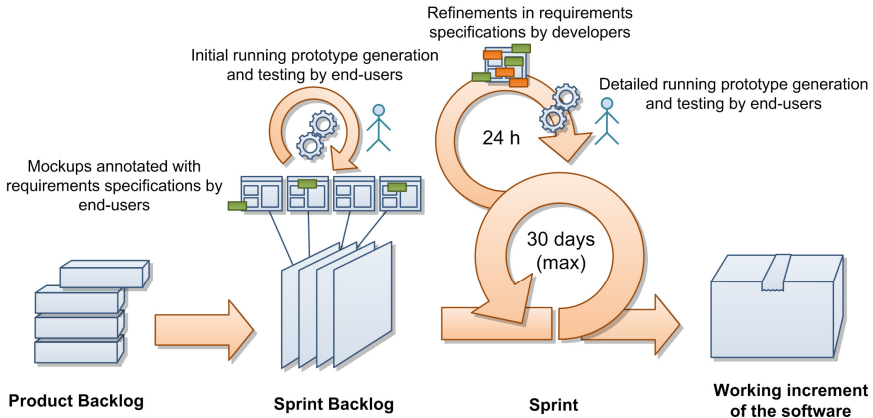 Refinements in requirements
specifications by developers
Initial running prototype generation
and testing by end-users
Detailed running prototype generation
and testing by end-users
24 h
Mockups annotated with
requirements specifications by
end-users
30 days
(max)
Product Backlog
Sprint Backlog
Sprint
Working increment
of the software